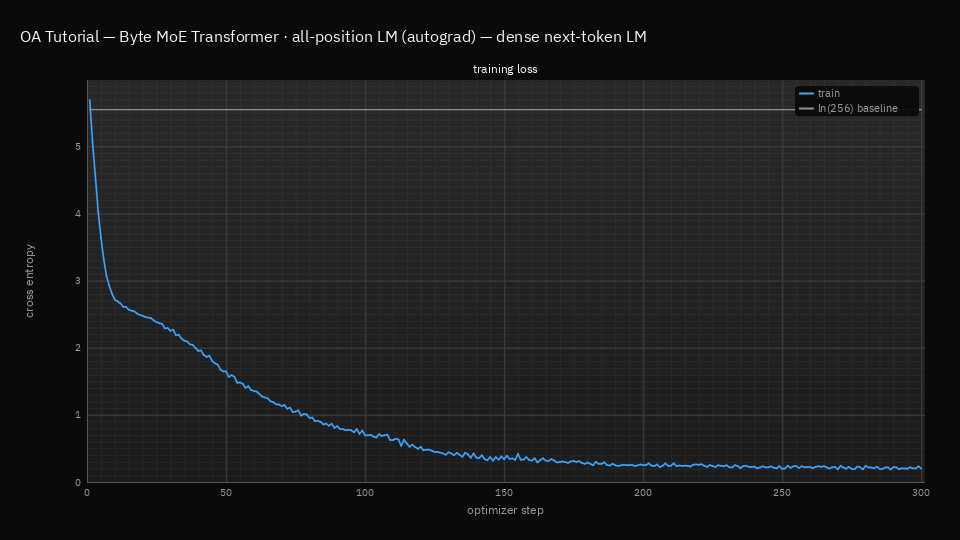 OA Tutorial — Byte MoE Transformer · all-position LM (autograd) — dense next-token LM
training loss
train
ln(256) baseline
5
4
3
2
1
0
cross entropy
0 50 100 150 200 250 300
optimizer step